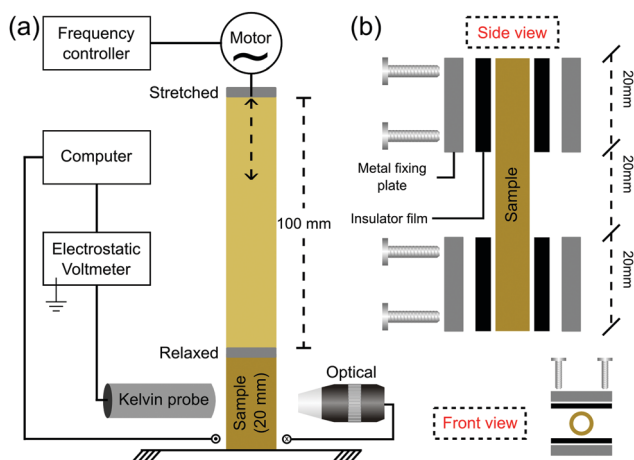 (a)
Frequency
controller
Motor
Stretched
Computer
100 mm
Electrostatic
Voltmeter
Relaxed
Optical
Kelvin probe
Sample
(20 mm)
(b)
Side view
20mm
Metal fixing
plate
Sample
20mm
Insulator film
20mm
Front view